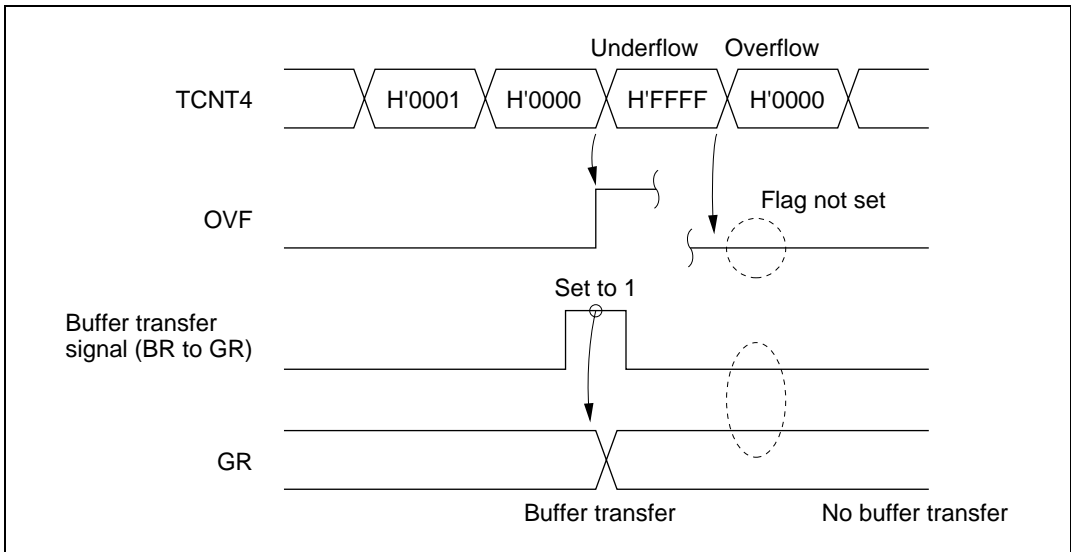 Underflow Overflow
TCNT4 H'0001 H'0000 H'FFFF H'0000
Flag not set
OVF
Set to 1
Buffer transfer
signal (BR to GR)
GR
Buffer transfer No buffer transfer